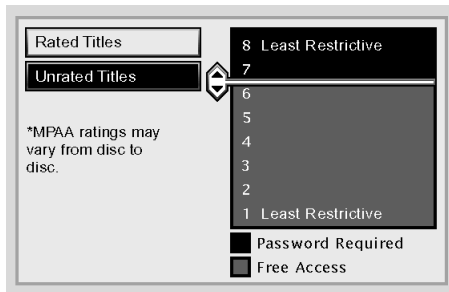 Rated Titles
Unrated Titles
*MPAA ratings may
vary from disc to
disc.
8 Least Restrictive
7
6
5
4
3
2
1 Least Restrictive
Password Required
Free Access